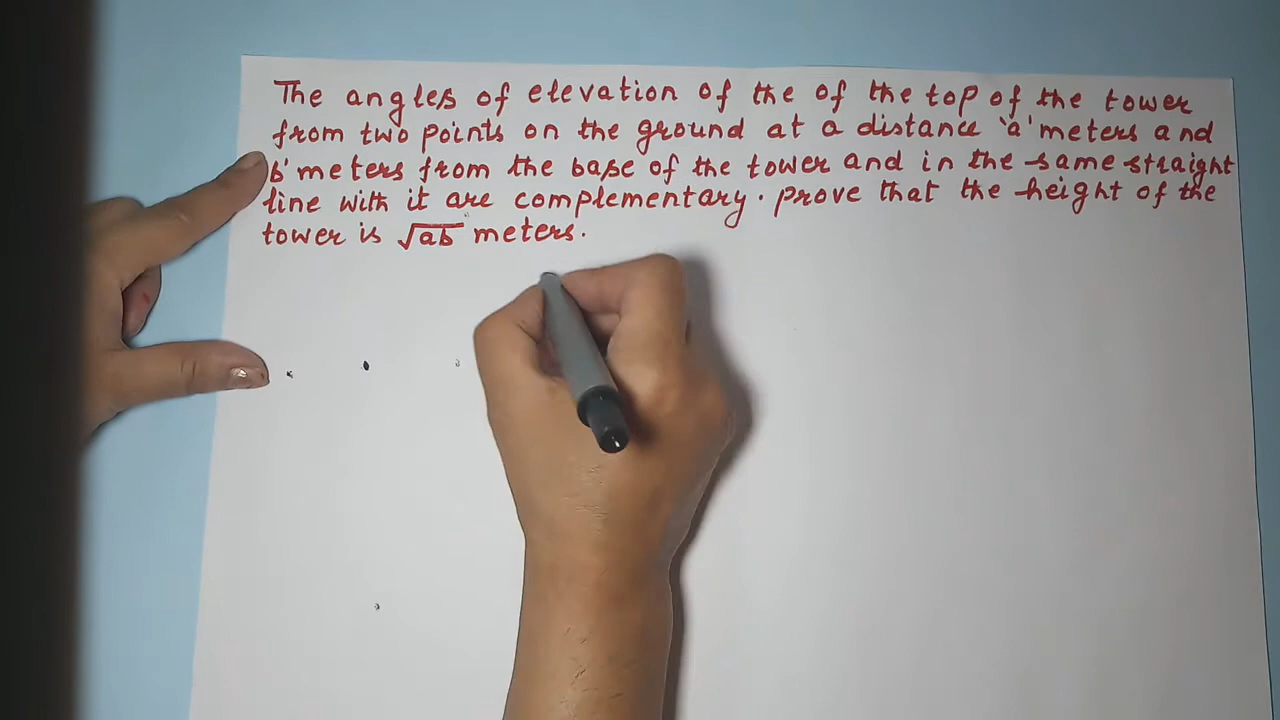 The angles of elevation of the of the top of the tower
from two points on the ground at a distance 'a' meters and
b' meters from the base of the tower and in the same straight
line with it are complementary. prove that the height of the
tower is √ab meters.